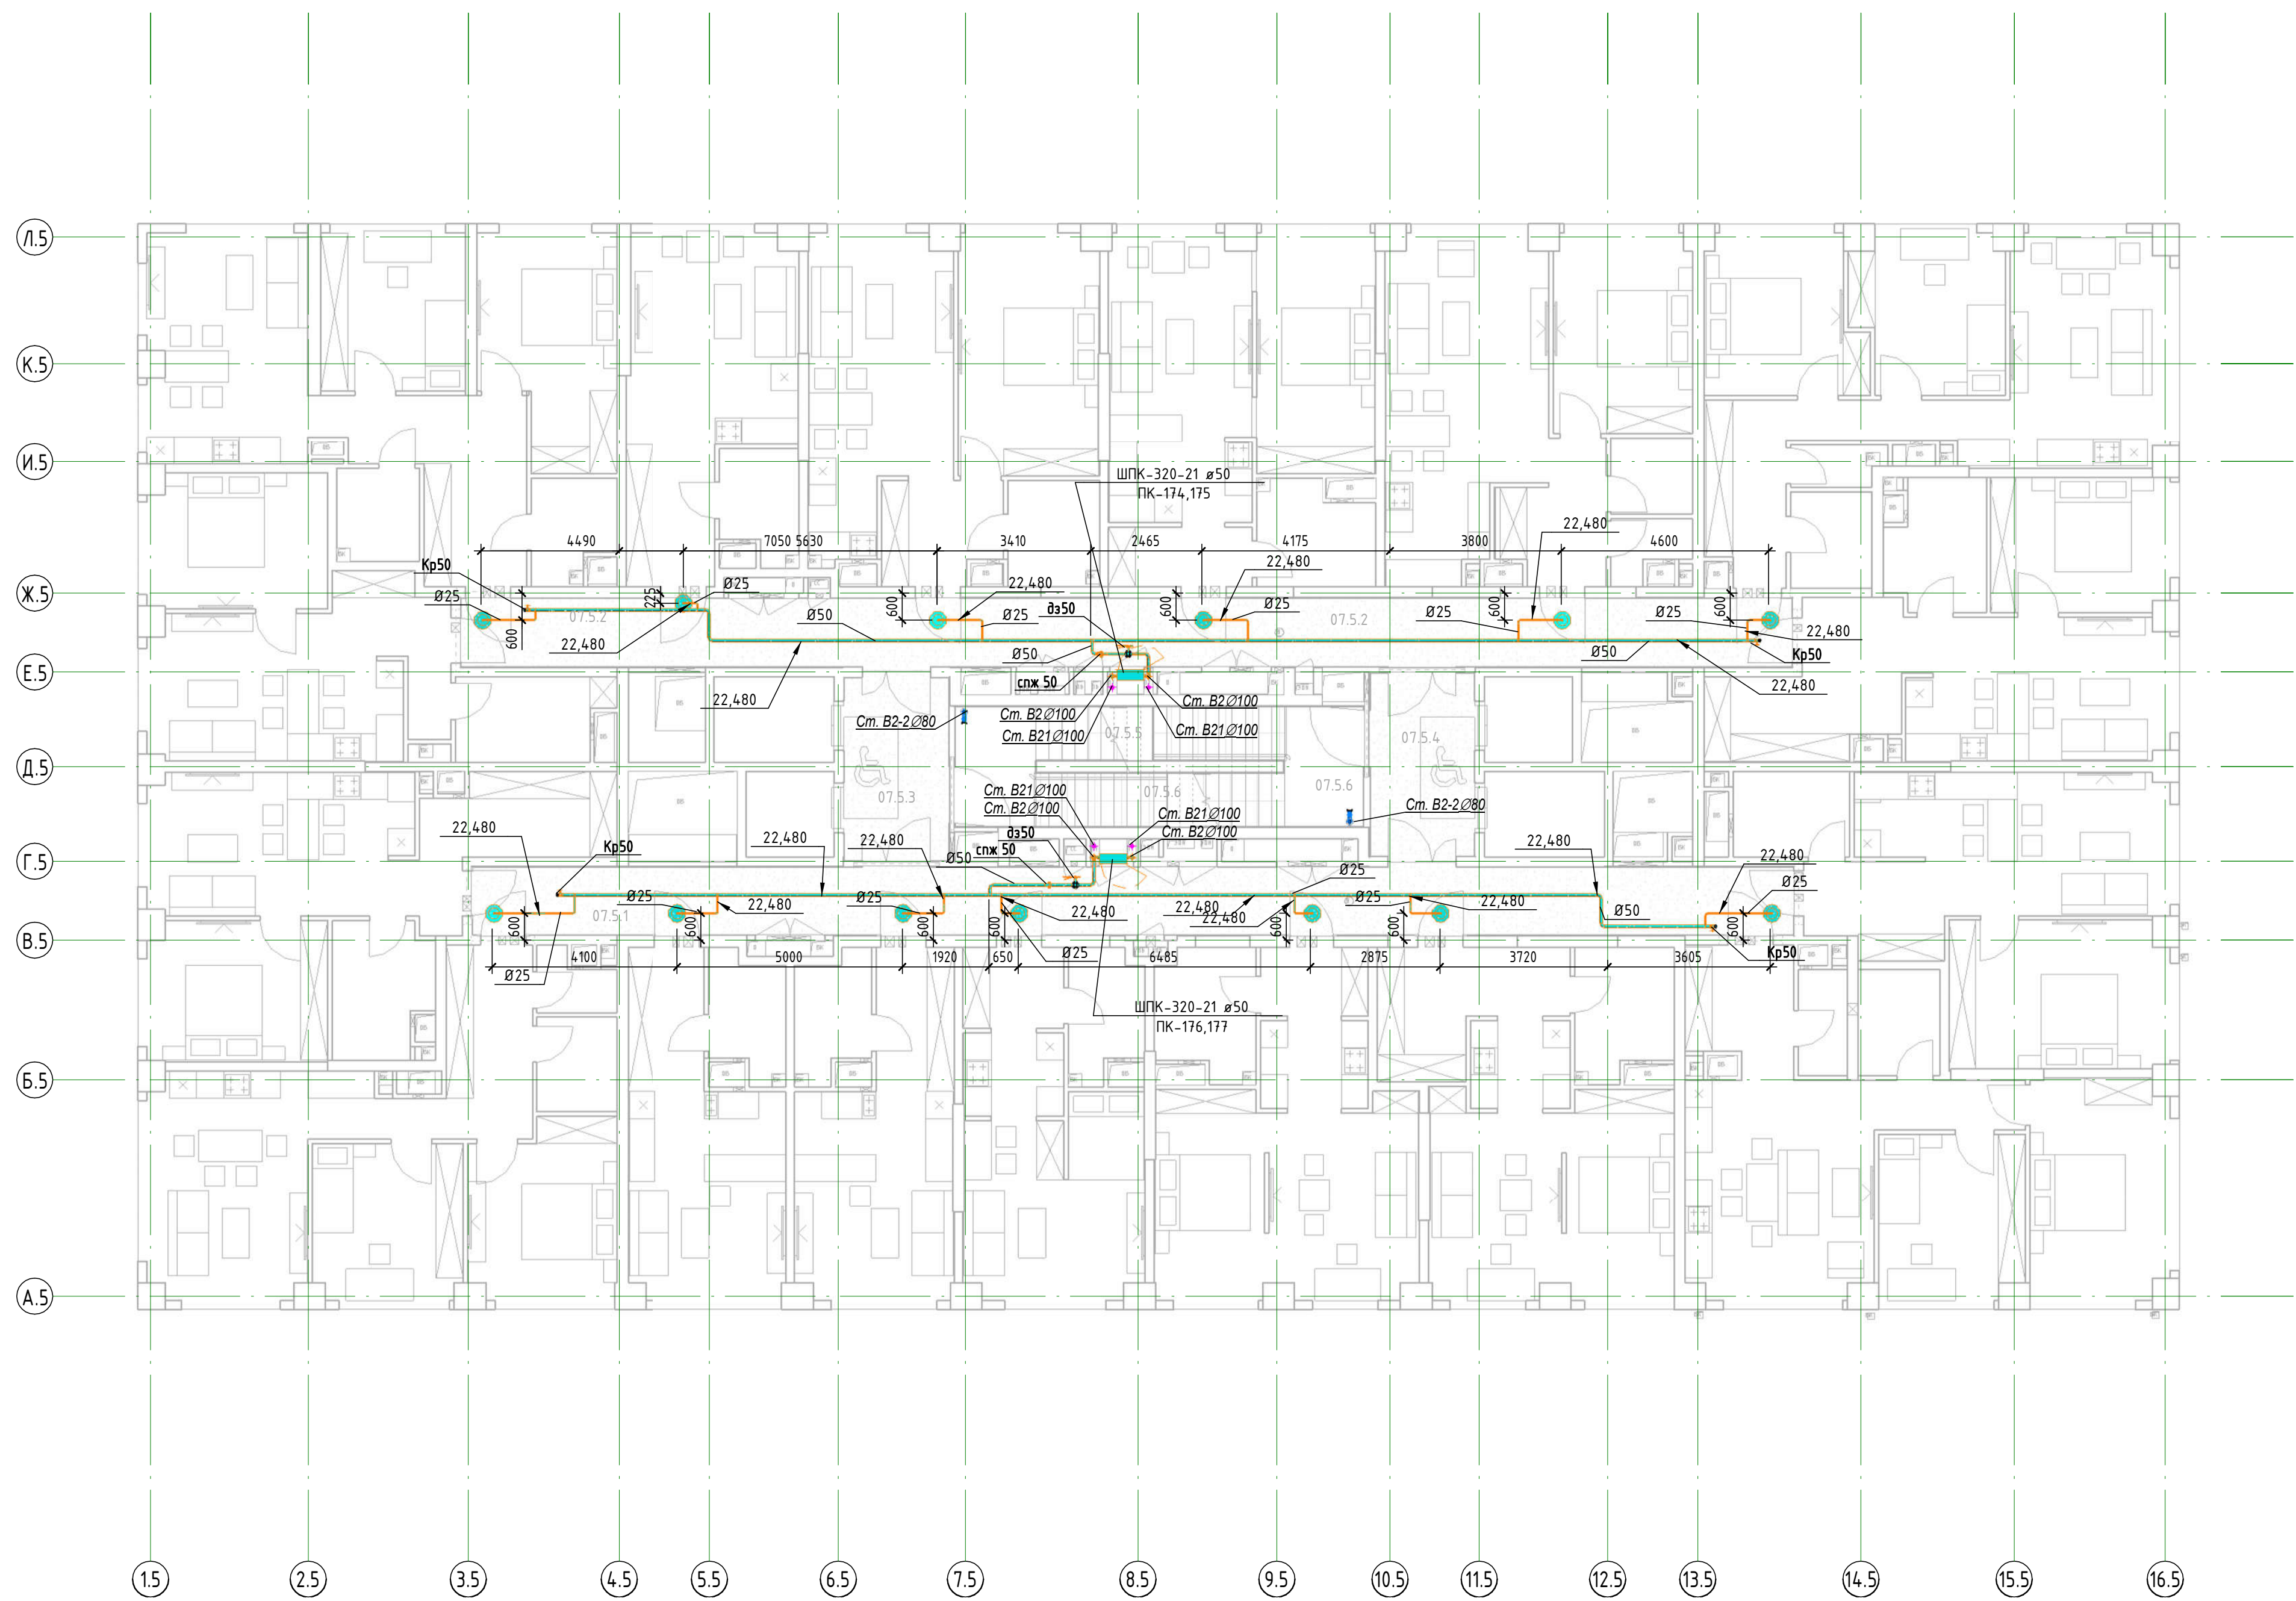 Л.5
К.5
И.5
ШПК-320-21 ø50
ПК-174,175
22,480
4490
7050 5630
3410
2465
4175
3800
4600
Кр50
22,480
Ж.5
Ø25
225
Ø25
600
22,480
дз50
600
Ø25
Ø25
600
Ø25
600
07.5.2
Ø50
Ø25
07.5.2
22,480
600
22,480
Ø50
Ø50
Кр50
Е.5
спж 50
22,480
22,480
Ст. В2Ø100
Ст. В2-2Ø80
Ст. В2Ø100
Ст. В21Ø100
Ст. В21Ø100
07.5.5
07.5.4
Д.5
07.5.3
07.5.6
07.5.6
Ст. В21Ø100
Ст. В2Ø100
Ст. В2-2Ø80
Ст. В21Ø100
Ст. В2Ø100
22,480
22,480
22,480
дз50
22,480
Кр50
спж 50
Г.5
Ø50
Ø25
22,480
Ø25
Ø25
Ø25
Ø25
22,480
22,480
22,480
22,480
22,480
07.5.1
Ø50
600
600
600
600
600
600
600
В.5
4100
5000
1920
650
Ø25
6485
2875
3720
3605
Кр50
Ø25
ШПК-320-21 ø50
ПК-176,177
Б.5
А.5
1.5
2.5
3.5
4.5
5.5
6.5
7.5
8.5
9.5
10.5
11.5
12.5
13.5
14.5
15.5
16.5